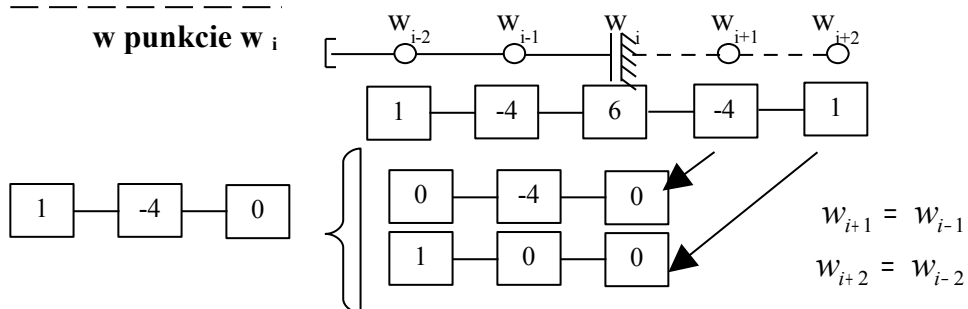 w punkcie w i
w i-2 w i-1 w i w i+1 w i+2
1 -4 6 -4 1
1 -4 0
0 -4 0
1 0 0
w i+1 = w i-1
w i+2 = w i-2